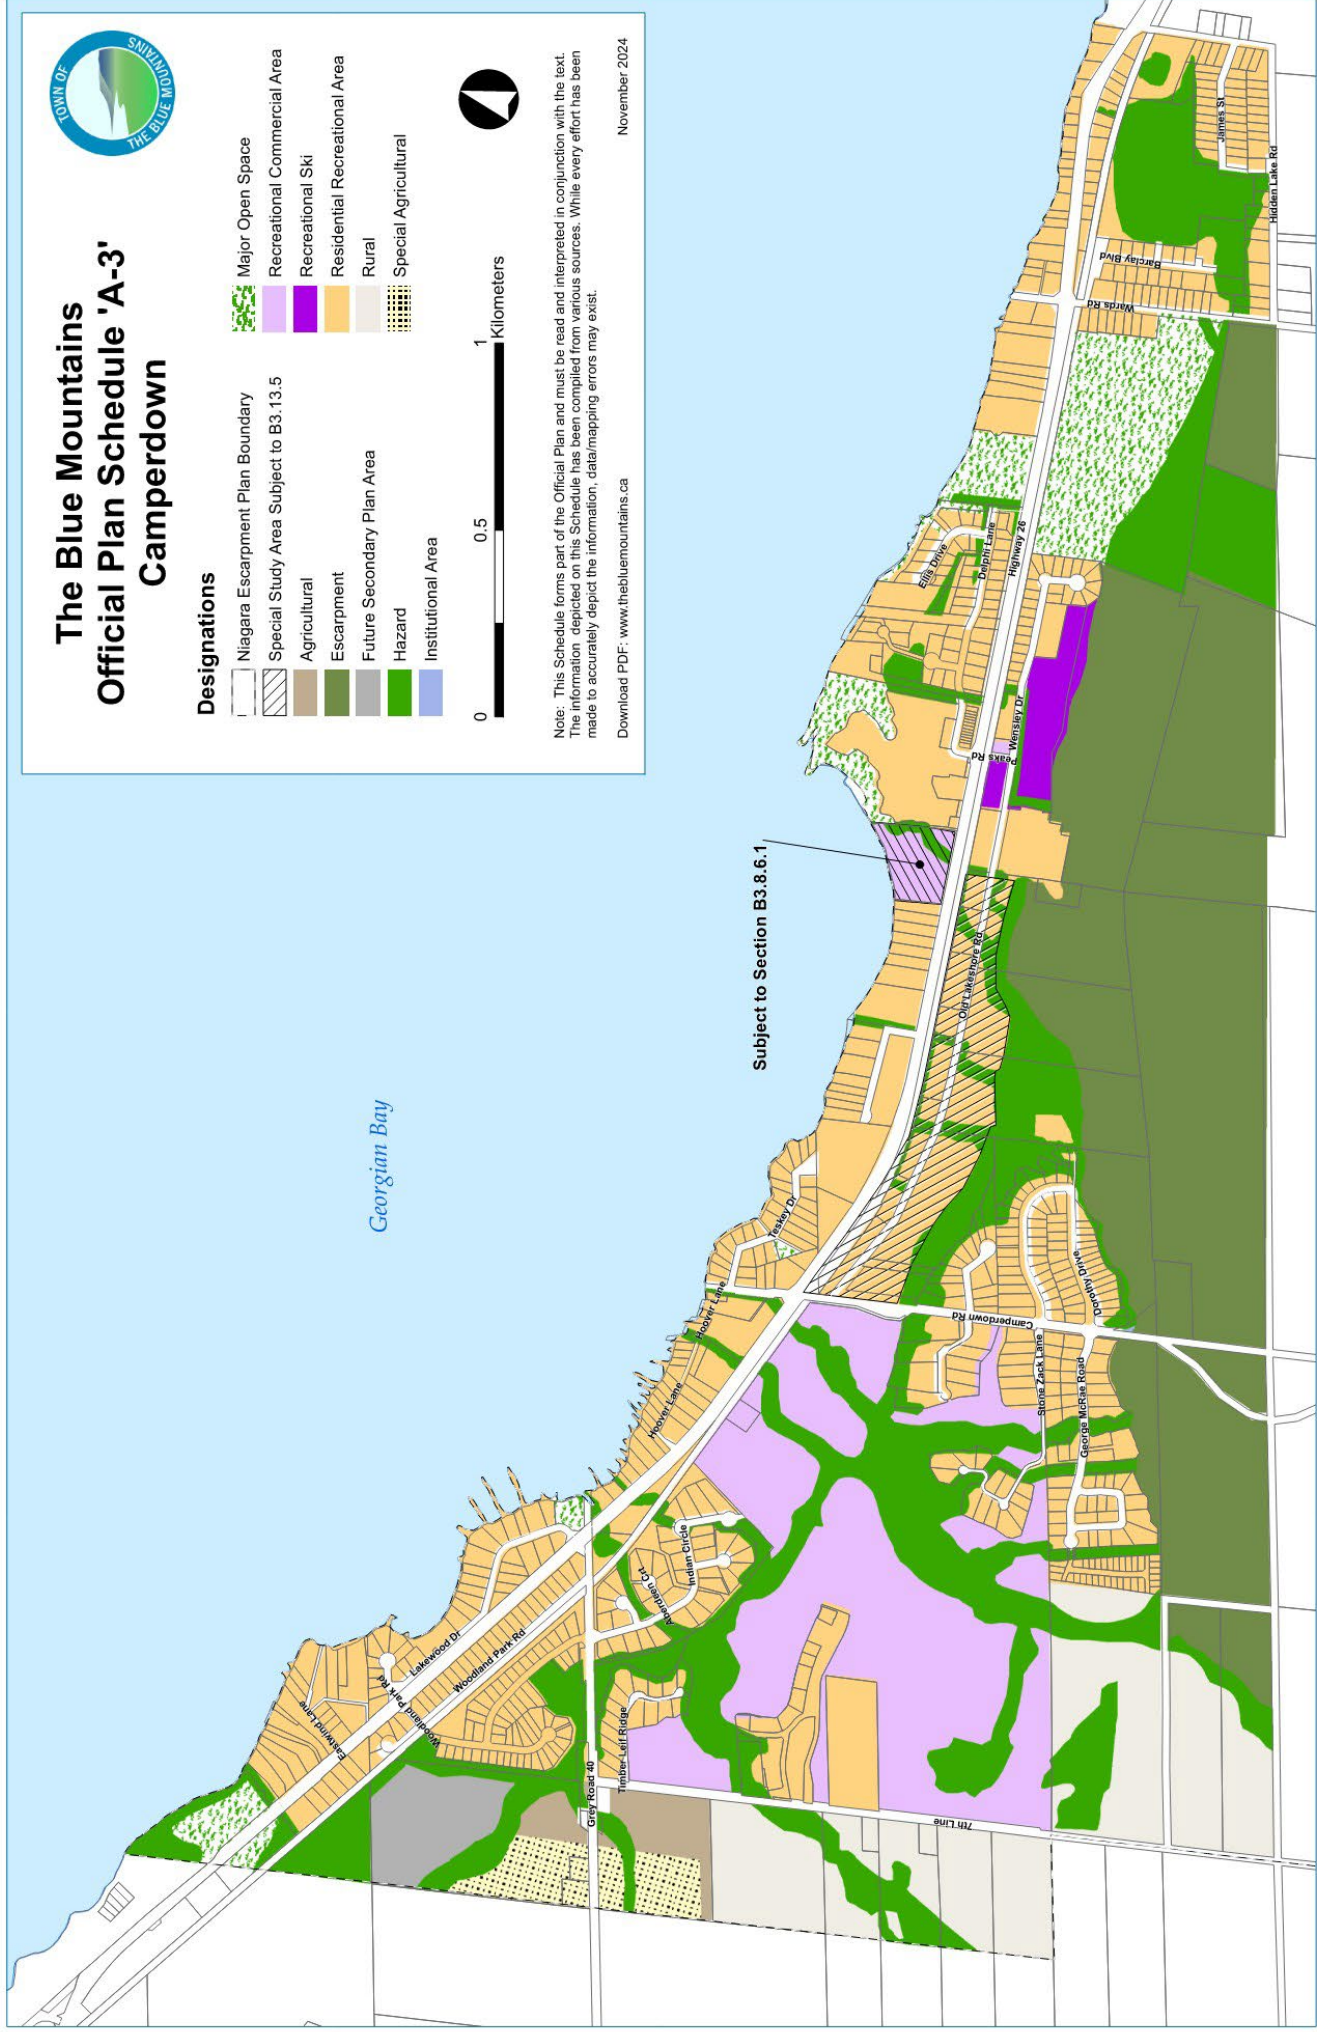 TOWN OF
THE BLUE MOUNTAINS
The Blue Mountains
Official Plan Schedule 'A-3'
Camperdown
Designations
Niagara Escarpment Plan Boundary
Special Study Area Subject to B3.13.5
Agricultural
Escarpment
Future Secondary Plan Area
Hazard
Institutional Area
Major Open Space
Recreational Commercial Area
Recreational Ski
Residential Recreational Area
Rural
Special Agricultural
0
0.5
1
Kilometers
Note: This Schedule forms part of the Official Plan and must be read and interpreted in conjunction with the text.
The information depicted on this Schedule has been compiled from various sources. While every effort has been
made to accurately depict the information, data/mapping errors may exist.
Download PDF: www.thebluemountains.ca
November 2024
Georgian Bay
Subject to Section B3.8.6.1
Eastwind Lane
Woodland Park Rd
Lakewood Dr
Woodland Park Rd
Grey Road 40
Timber Leif Ridge
7th Line
Aberdeen Crt
Indian Circle
Hoover Lane
Hoover Lane
Teskey Dr
Camperdown Rd
Stone Zack Lane
George McRae Road
Dorothy Drive
Old Lakeshore Rd
Peaks Rd
Wensley Dr
Highway 26
Delphi Lane
Ellis Drive
Wards Rd
Barclay Blvd
James St
Hidden Lake Rd